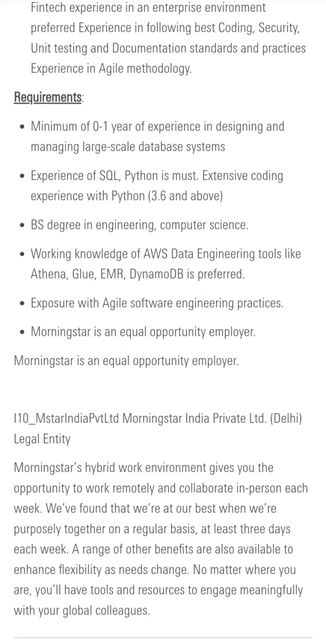 Fintech experience in an enterprise environment
preferred Experience in following best Coding, Security,
Unit testing and Documentation standards and practices
Experience in Agile methodology.
Requirements:
• Minimum of 0-1 year of experience in designing and
managing large-scale database systems
• Experience of SQL, Python is must. Extensive coding
experience with Python (3.6 and above)
• BS degree in engineering, computer science.
• Working knowledge of AWS Data Engineering tools like
Athena, Glue, EMR, DynamoDB is preferred.
• Exposure with Agile software engineering practices.
• Morningstar is an equal opportunity employer.
Morningstar is an equal opportunity employer.
I10_MstarIndiaPvtLtd Morningstar India Private Ltd. (Delhi)
Legal Entity
Morningstar's hybrid work environment gives you the
opportunity to work remotely and collaborate in-person each
week. We've found that we're at our best when we're
purposely together on a regular basis, at least three days
each week. A range of other benefits are also available to
enhance flexibility as needs change. No matter where you
are, you'll have tools and resources to engage meaningfully
with your global colleagues.